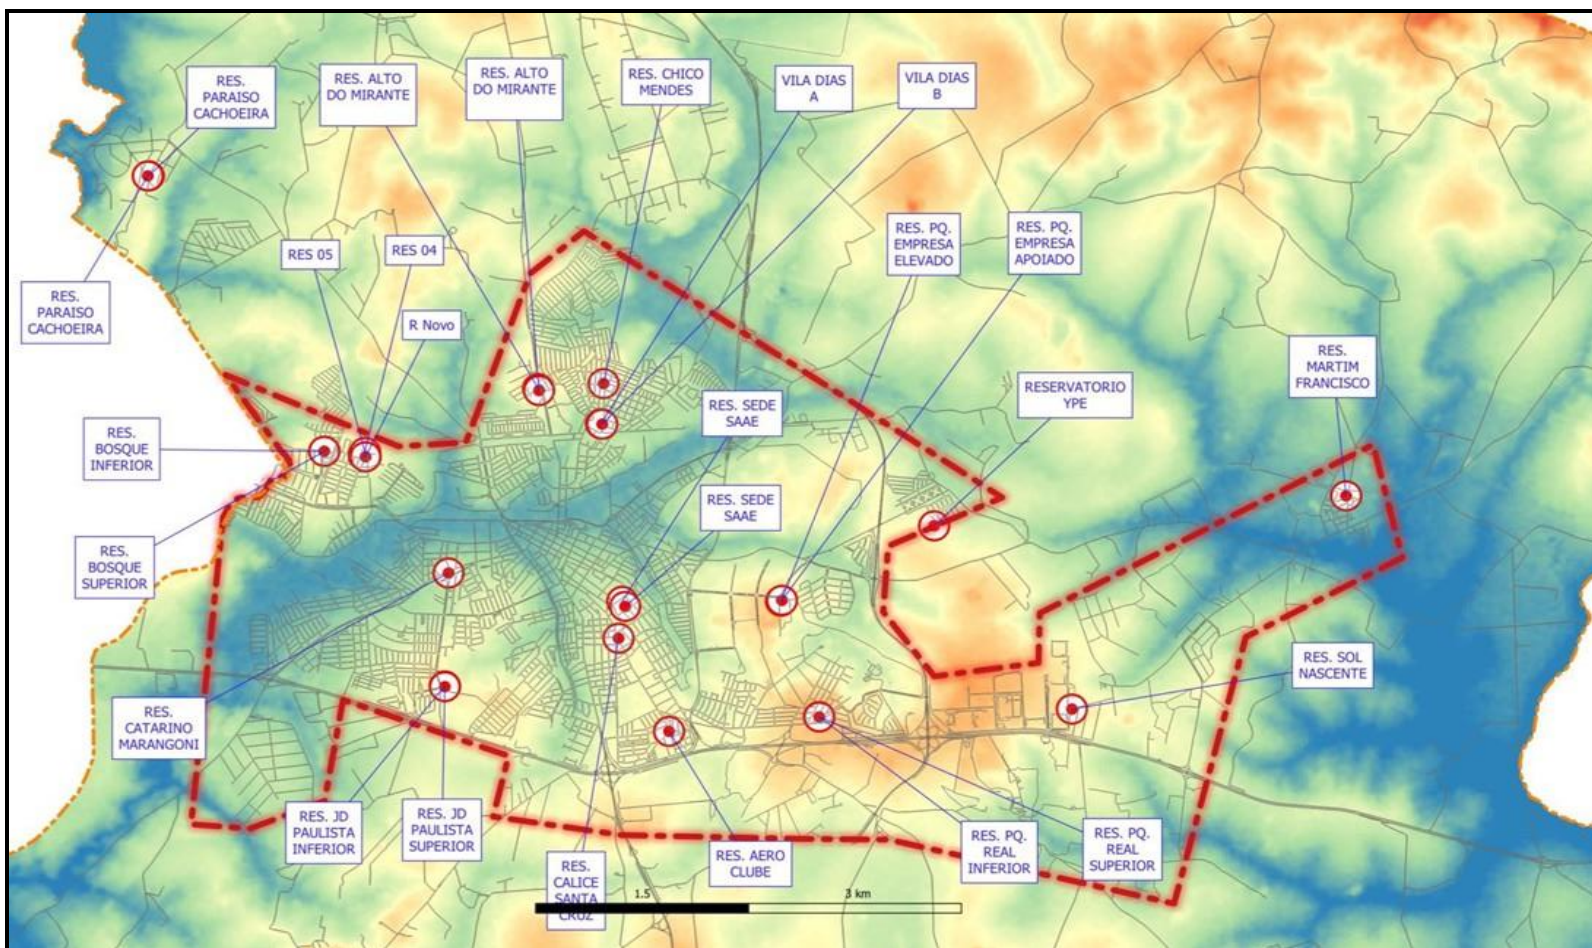 RES.
PARAISO
CACHOEIRA
RES. ALTO
DO MIRANTE
RES. ALTO
DO MIRANTE
RES. CHICO
MENDES
VILA DIAS
A
VILA DIAS
B
RES 05
RES 04
R Novo
RES. PQ.
EMPRESA
ELEVADO
RES. PQ.
EMPRESA
APOIADO
RES.
PARAISO
CACHOEIRA
RES.
MARTIM
FRANCISCO
RESERVATORIO
YPE
RES. SEDE
SAAE
RES.
BOSQUE
INFERIOR
RES. SEDE
SAAE
RES.
BOSQUE
SUPERIOR
RES. SOL
NASCENTE
RES.
CATARINO
MARANGONI
RES. JD
PAULISTA
INFERIOR
RES. JD
PAULISTA
SUPERIOR
RES.
CALICE
SANTA
CRUZ
RES. AERO
CLUBE
RES. PQ.
REAL
INFERIOR
RES. PQ.
REAL
SUPERIOR
1.5
3 km